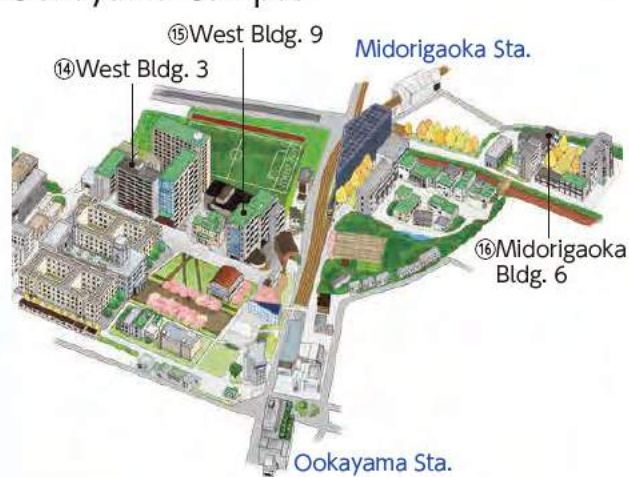 ⑮West Bldg. 9
⑭West Bldg. 3
Midorigaoka Sta.
⑯Midorigaoka
Bldg. 6
Ookayama Sta.